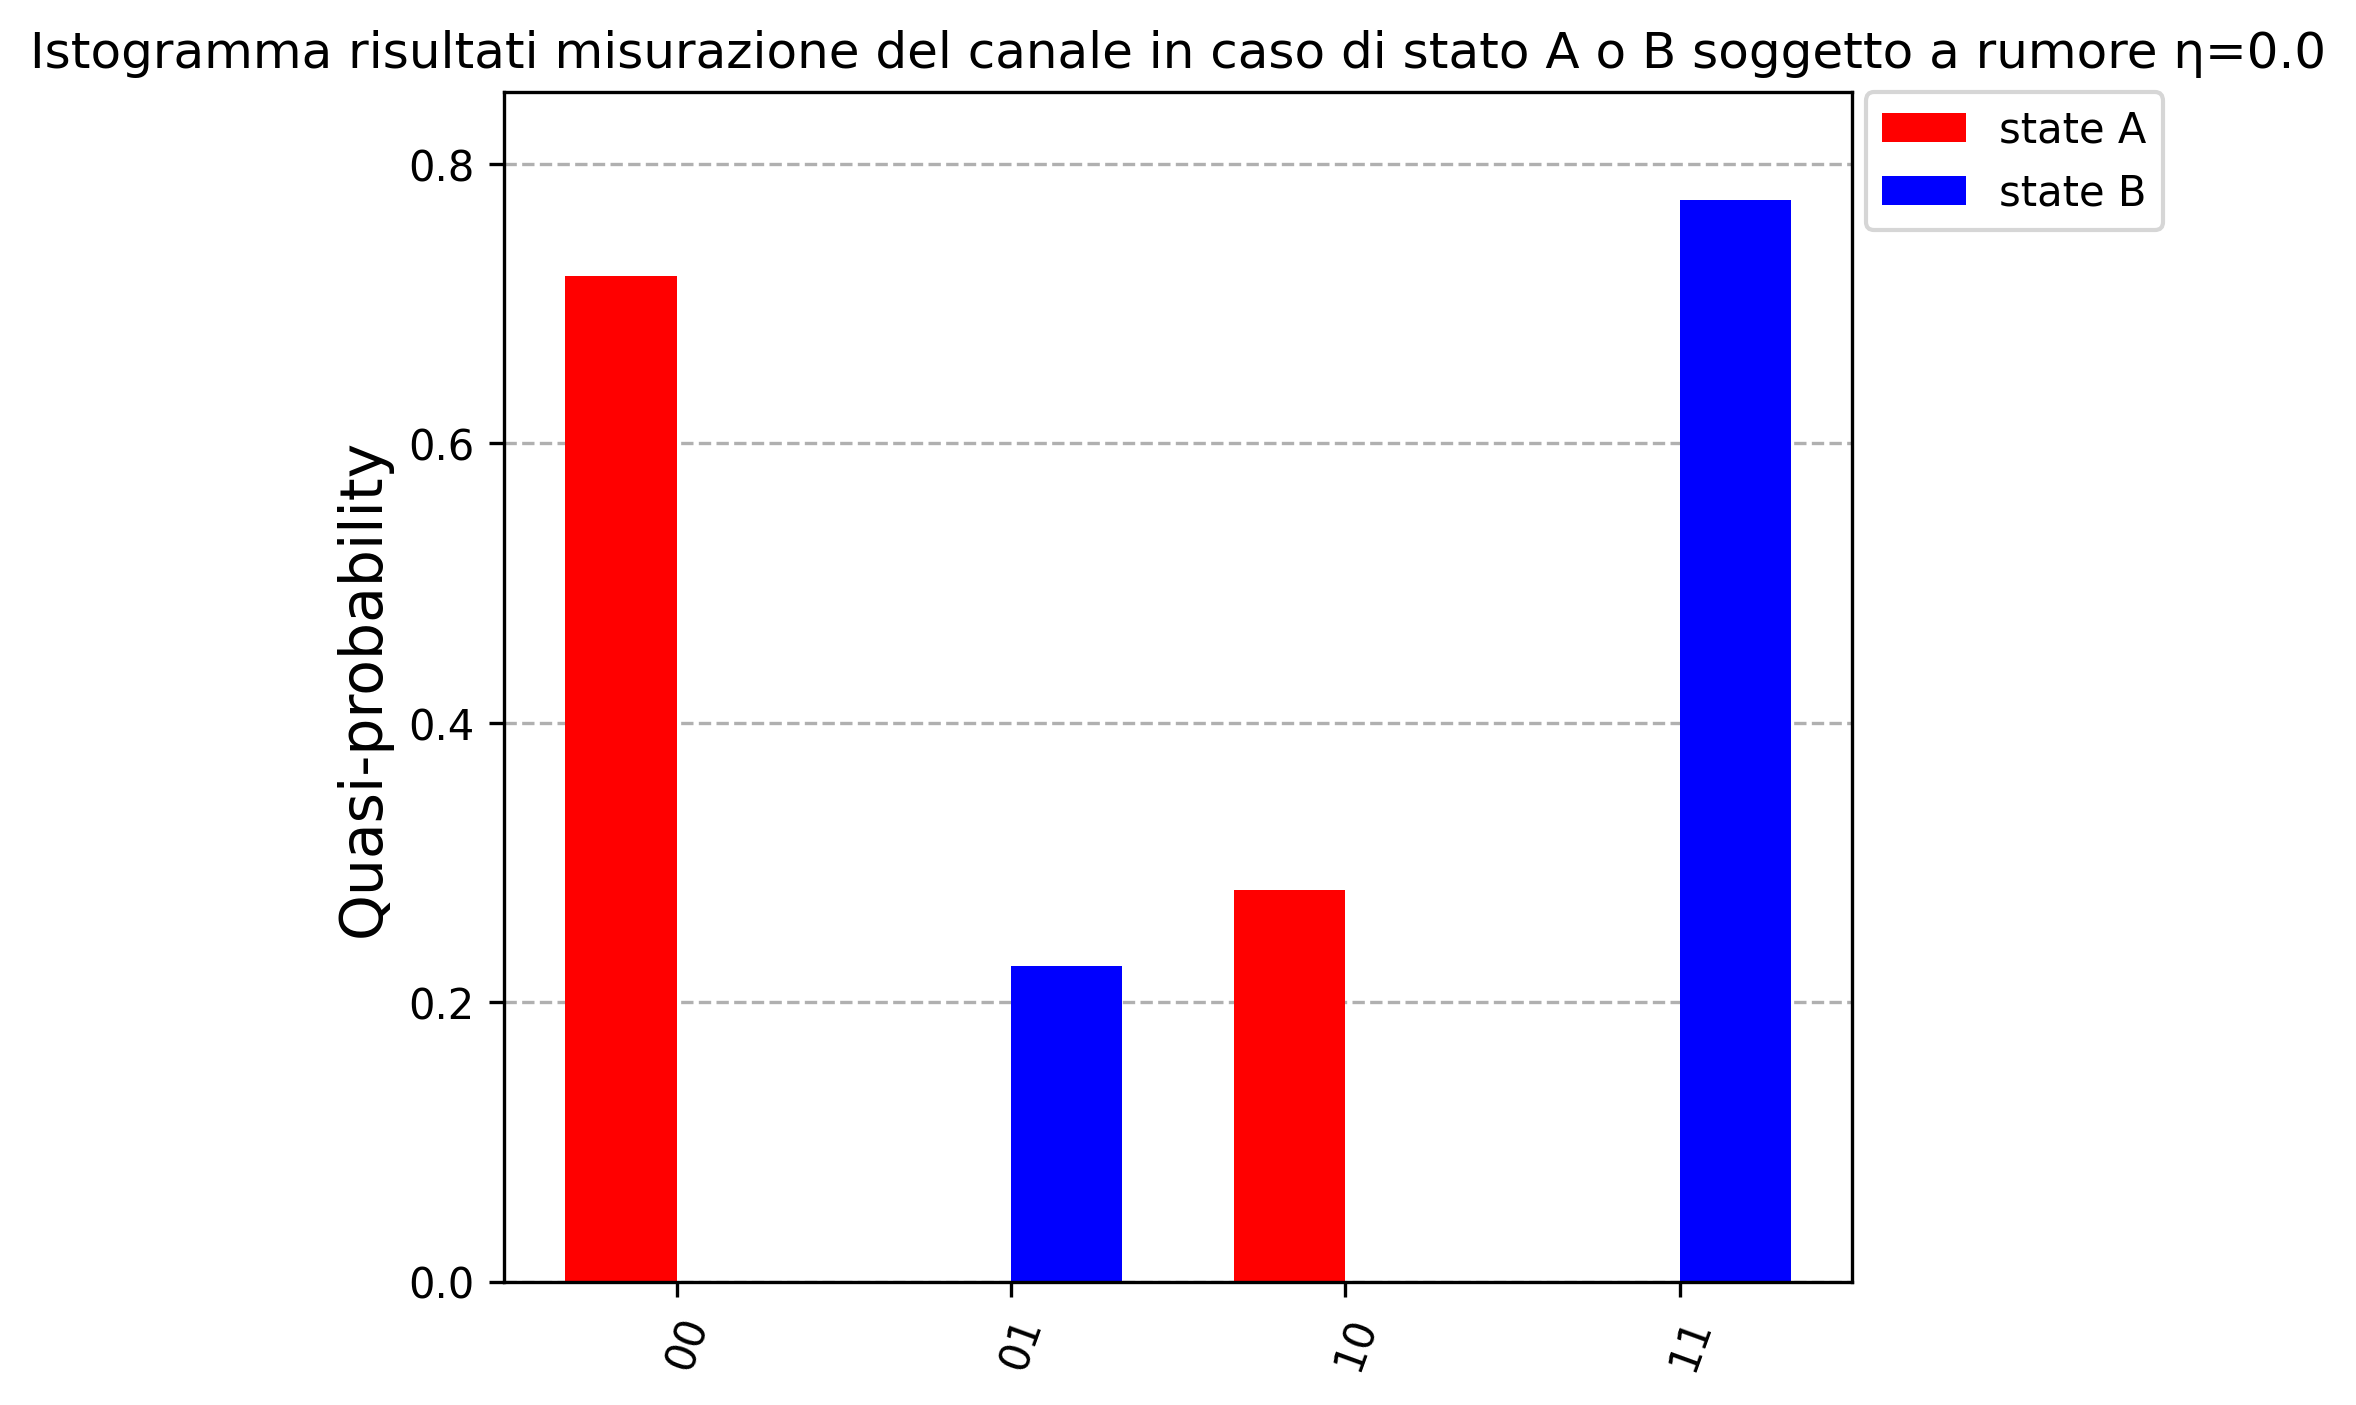 Istogramma risultati misurazione del canale in caso di stato A o B soggetto a rumore η=0.0
state A
state B
Quasi-probability
0.8
0.6
0.4
0.2
0.0
00
01
10
11